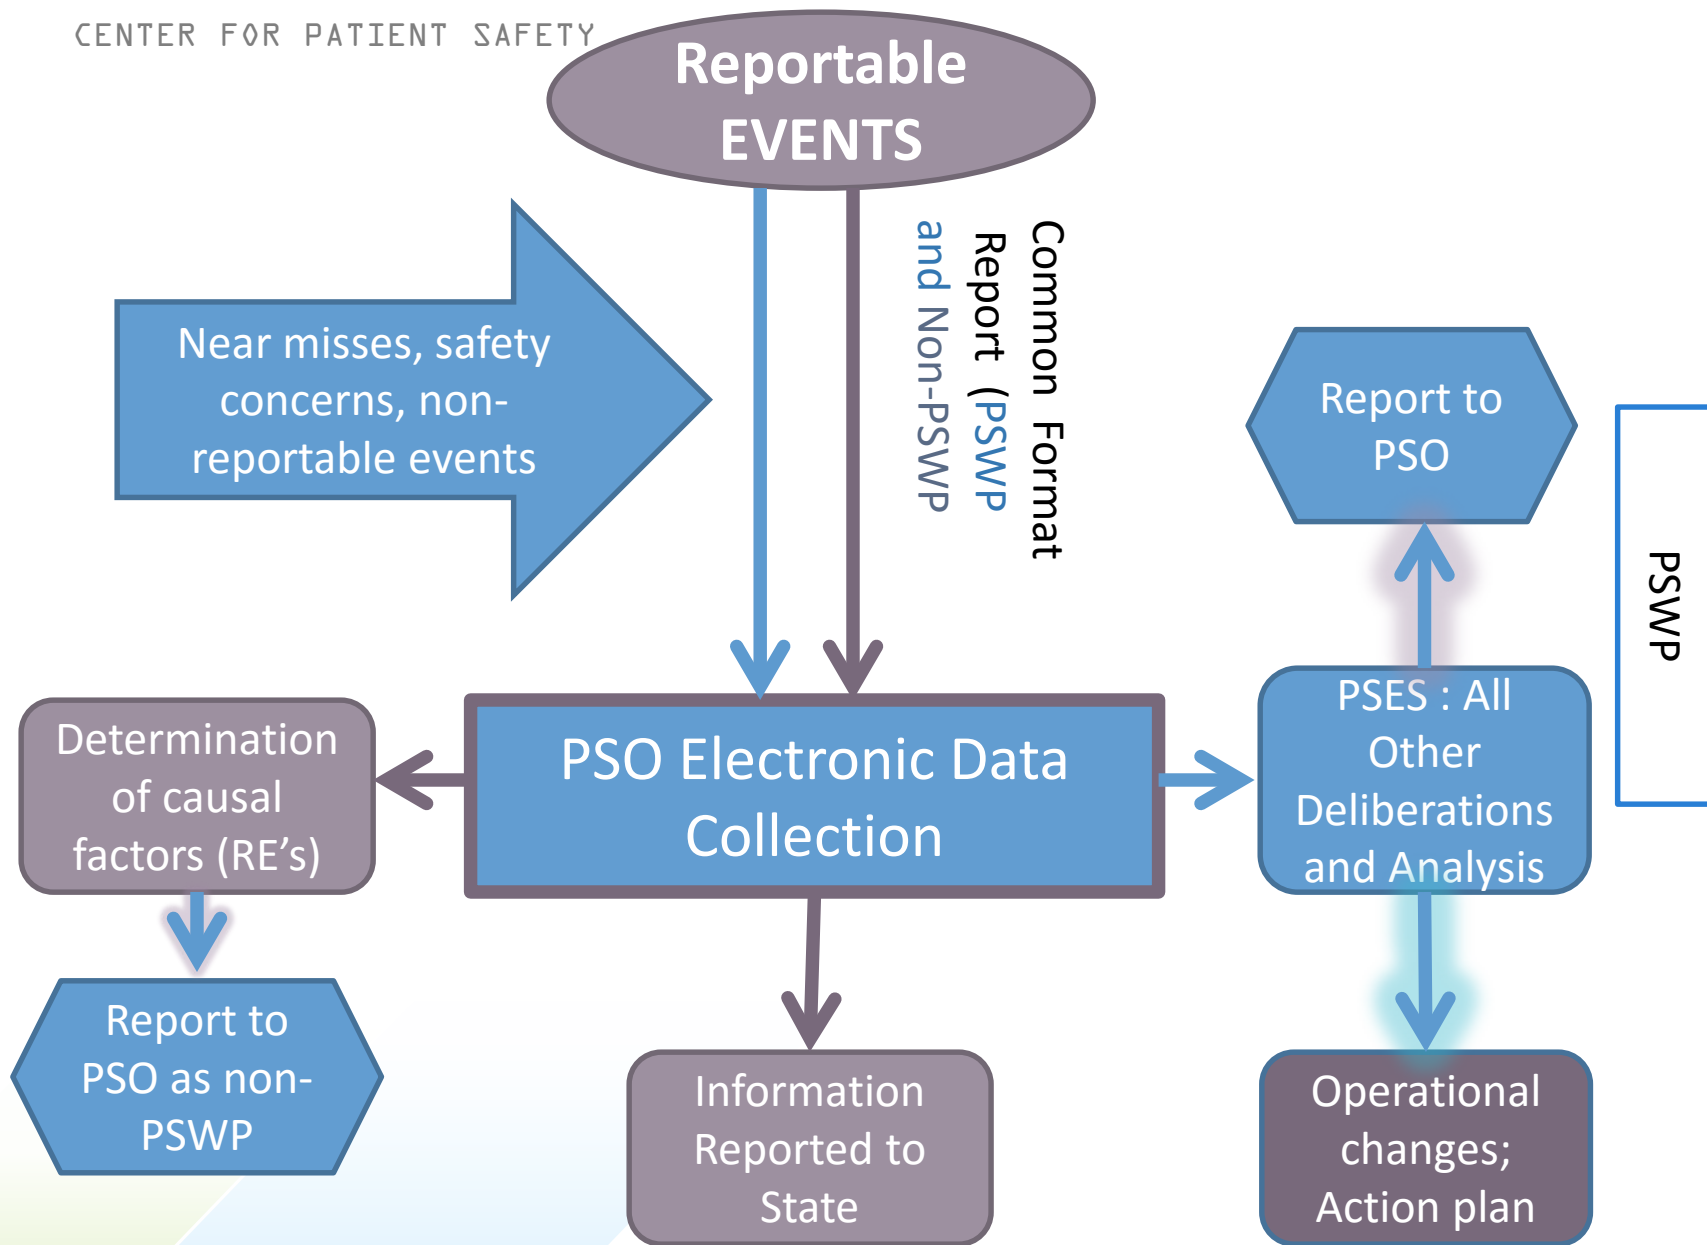 CENTER FOR PATIENT SAFETY
Reportable
EVENTS
Common Format
Report (PSWP
and Non-PSWP
Near misses, safety
concerns, non-
reportable events
Report to
PSO
PSWP
Determination
of causal
factors (RE’s)
PSO Electronic Data
Collection
PSES : All
Other
Deliberations
and Analysis
Report to
PSO as non-
PSWP
Information
Reported to
State
Operational
changes;
Action plan